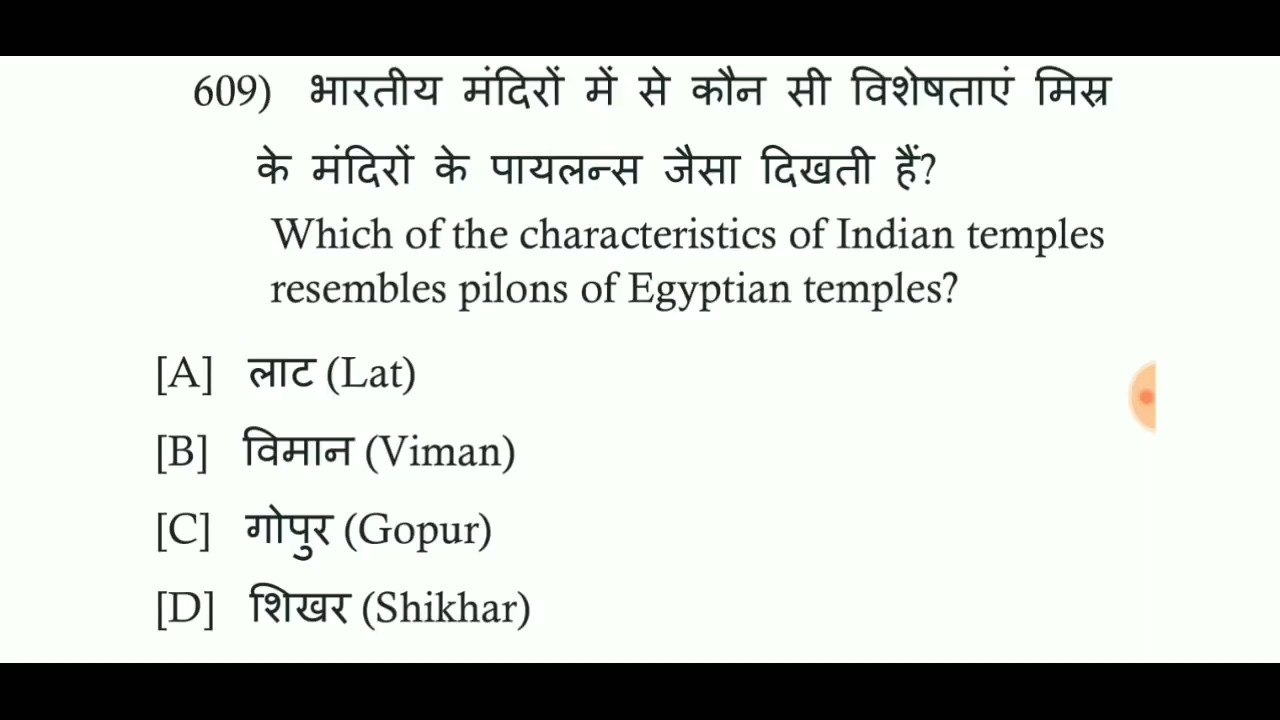 609) भारतीय मंदिरों में से कौन सी विशेषताएं मिस्र
के मंदिरों के पायलन्स जैसा दिखती हैं?
Which of the characteristics of Indian temples
resembles pilons of Egyptian temples?
[A] लाट (Lat)
[B] विमान (Viman)
[C] गोपुर (Gopur)
[D] शिखर (Shikhar)